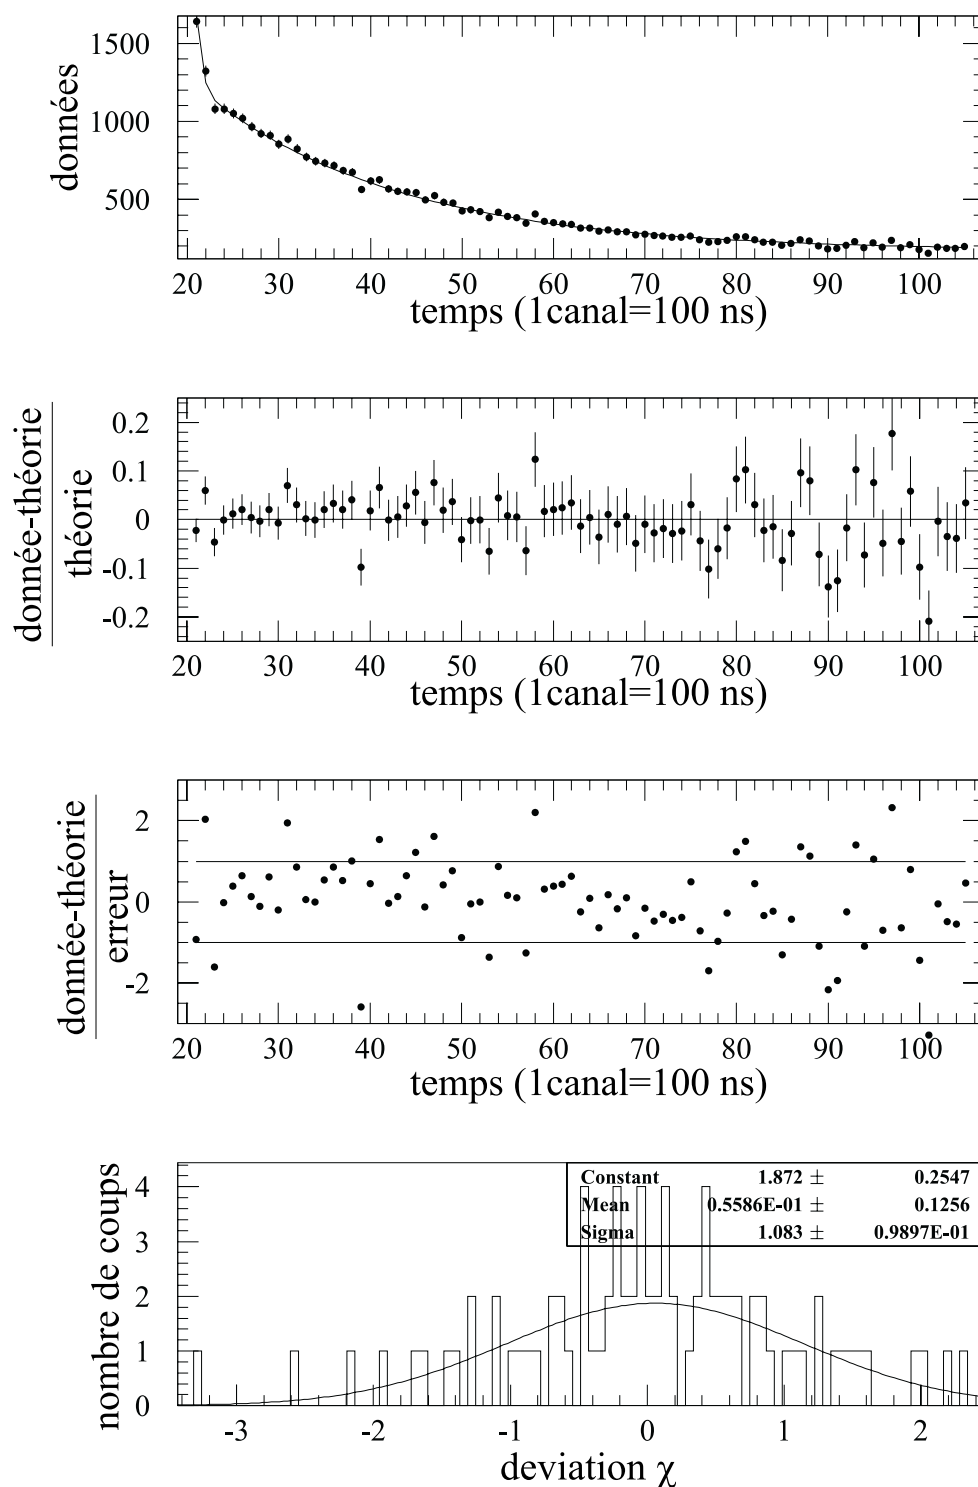 1500
1000
500
données
20 30 40 50 60 70 80 90 100
temps (1canal=100 ns)
0.2
0.1
0
-0.1
-0.2
donnée-théorie
théorie
20 30 40 50 60 70 80 90 100
temps (1canal=100 ns)
2
0
-2
donnée-théorie
erreur
20 30 40 50 60 70 80 90 100
temps (1canal=100 ns)
4
3
2
1
0
nombre de coups
Constant 1.872 ± 0.2547
Mean 0.5586E-01 ± 0.1256
Sigma 1.083 ± 0.9897E-01
-3 -2 -1 0 1 2
deviation χ